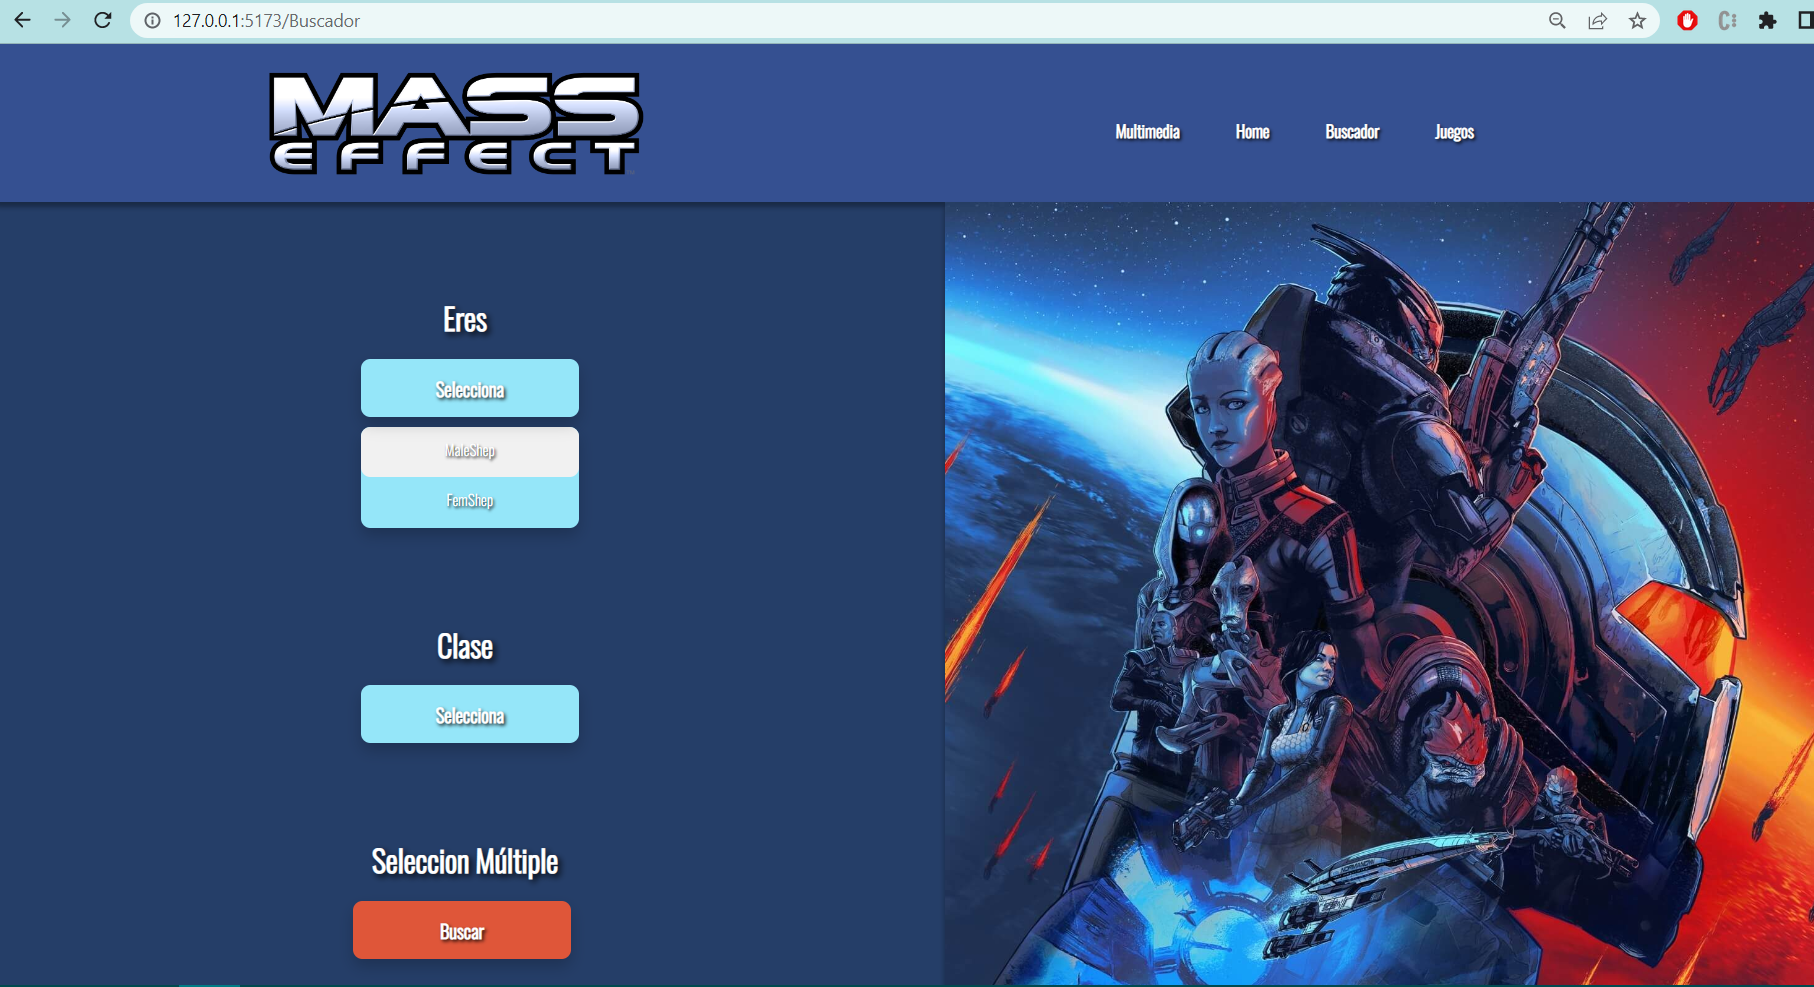 127.0.0.1:5173/Buscador
MASS
EFFECT
Multimedia Home Buscador Juegos
Eres
Selecciona
MaleShep
FemShep
Clase
Selecciona
Seleccion Múltiple
Buscar